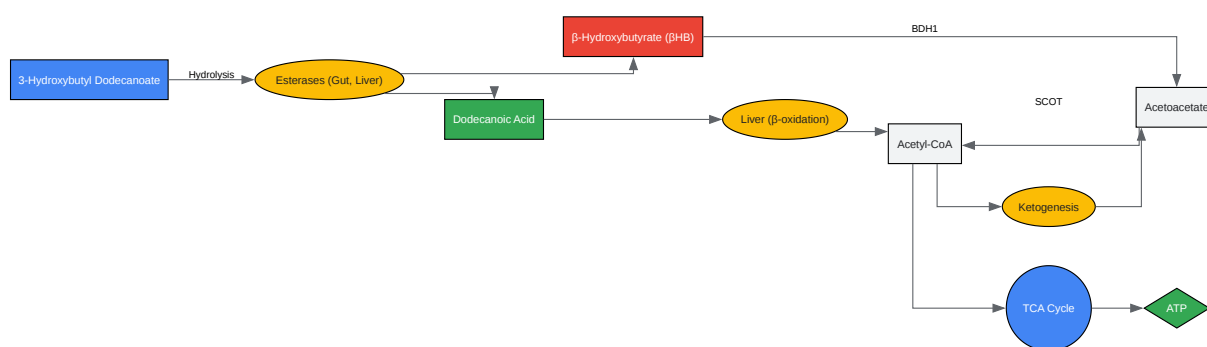 β-Hydroxybutyrate (βHB)
BDH1
3-Hydroxybutyl Dodecanoate
Hydrolysis
Esterases (Gut, Liver)
Dodecanoic Acid
Liver (β-oxidation)
SCOT
Acetoacetate
Acetyl-CoA
Ketogenesis
TCA Cycle
ATP